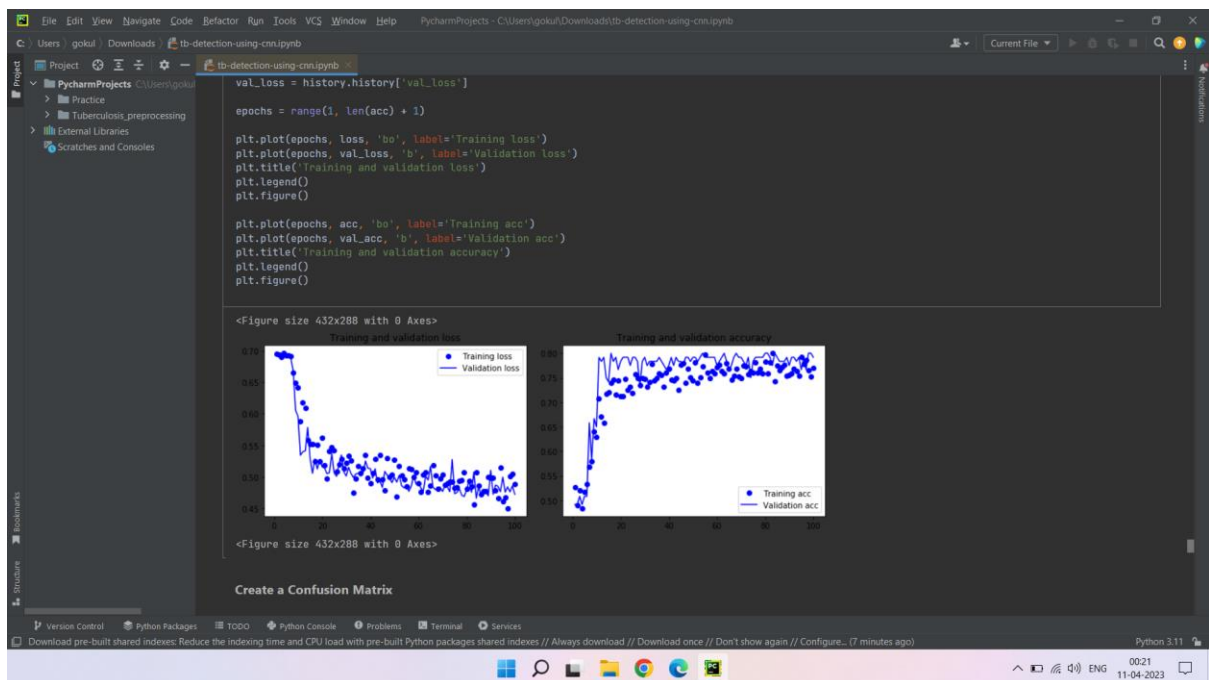 File Edit View Navigate Code Refactor Run Tools VCS Window Help PycharmProjects - C:\Users\gokul\Downloads\tb-detection-using-cnn.ipynb
C: Users gokul Downloads tb-detection-using-cnn.ipynb
Current File
Project
tb-detection-using-cnn.ipynb
PycharmProjects C:\Users\gokul
Practice
Tuberculosis_preprocessing
External Libraries
Scratches and Consoles
Project
Notifications
val_loss = history.history['val_loss']
epochs = range(1, len(acc) + 1)
plt.plot(epochs, loss, 'bo', label='Training loss')
plt.plot(epochs, val_loss, 'b', label='Validation loss')
plt.title('Training and validation loss')
plt.legend()
plt.figure()
plt.plot(epochs, acc, 'bo', label='Training acc')
plt.plot(epochs, val_acc, 'b', label='Validation acc')
plt.title('Training and validation accuracy')
plt.legend()
plt.figure()
<Figure size 432x288 with 0 Axes>
Training and validation loss
Training loss
Validation loss
0.70
0.65
0.60
0.55
0.50
0.45
0 20 40 60 80 100
Training and validation accuracy
0.80
0.75
0.70
0.65
0.60
0.55
0.50
Training acc
Validation acc
0 20 40 60 80 100
<Figure size 432x288 with 0 Axes>
Create a Confusion Matrix
Bookmarks
Structure
Version Control Python Packages TODO Python Console Problems Terminal Services
Download pre-built shared indexes: Reduce the indexing time and CPU load with pre-built Python packages shared indexes // Always download // Download once // Don't show again // Configure... (7 minutes ago)
Python 3.11
ENG
00:21
11-04-2023